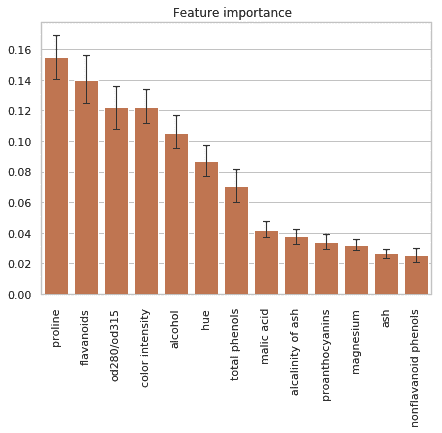 Feature importance
0.16
0.14
0.12
0.10
0.08
0.06
0.04
0.02
0.00
proline
flavanoids
od280/od315
color intensity
alcohol
hue
total phenols
malic acid
alcalinity of ash
proanthocyanins
magnesium
ash
nonflavanoid phenols